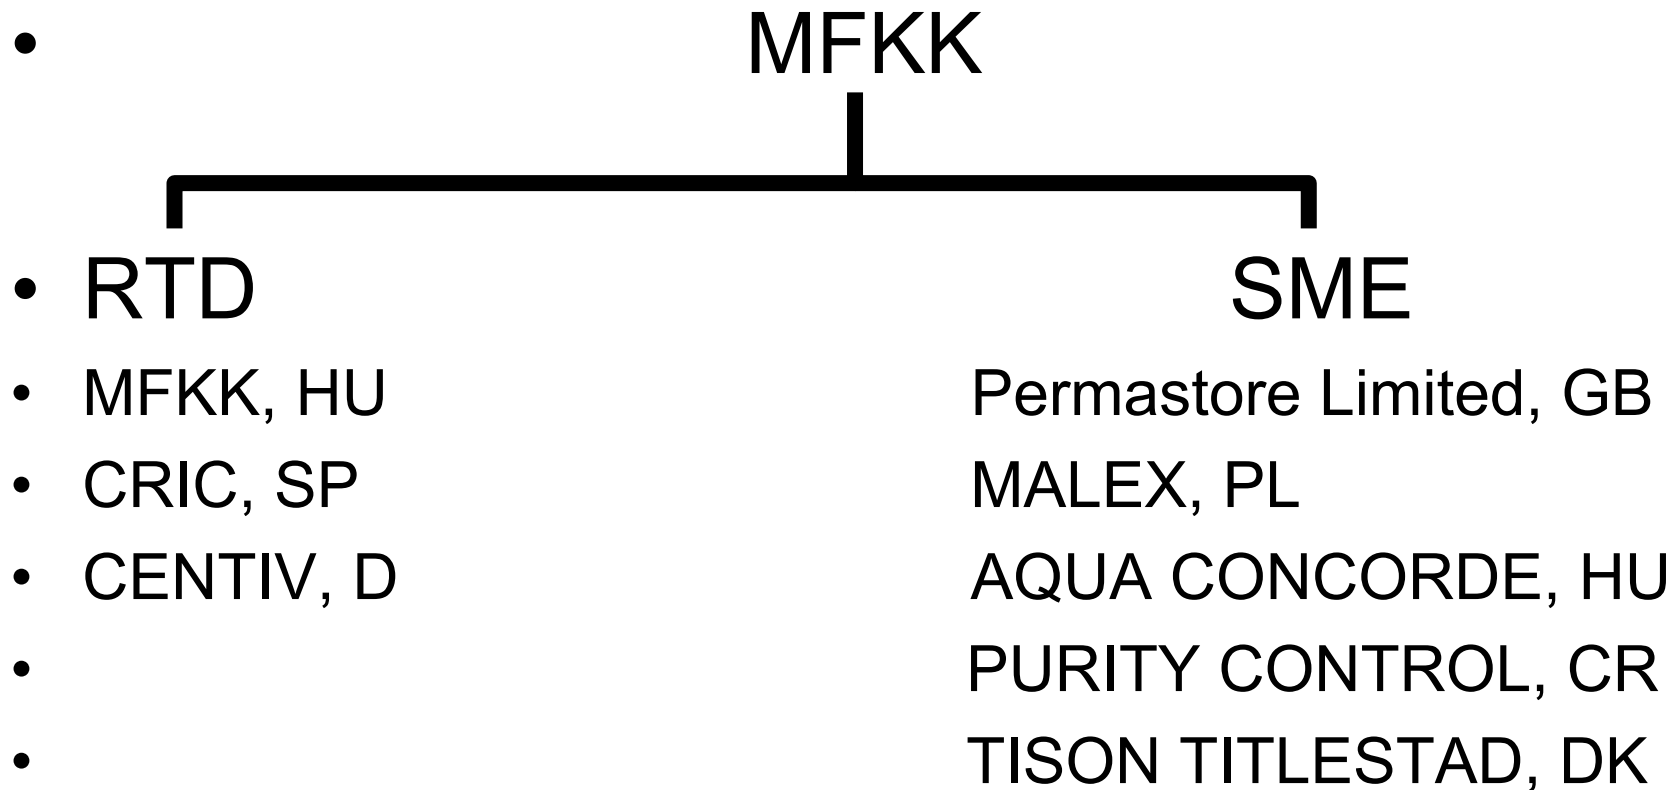 • MFKK
• RTD SME
• MFKK, HU Permastore Limited, GB
• CRIC, SP MALEX, PL
• CENTIV, D AQUA CONCORDE, HU
• PURITY CONTROL, CR
• TISON TITLESTAD, DK